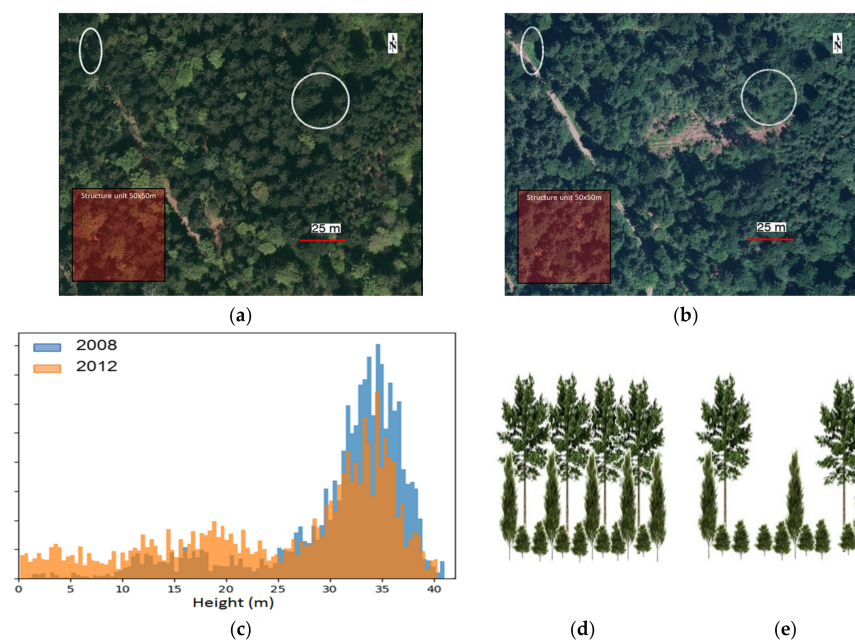 N
Structure unit 50x50m
25 m
(a)
N
Structure unit 50x50m
25 m
(b)
2008
2012
0 5 10 15 20 25 30 35 40
Height (m)
(c)
(d)
(e)